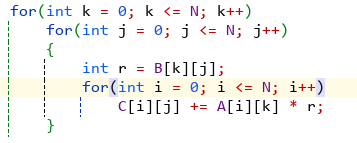 for(int k = 0; k <= N; k++)
for(int j = 0; j <= N; j++)
{
int r = B[k][j];
for(int i = 0; i <= N; i++)
C[i][j] += A[i][k] * r;
}